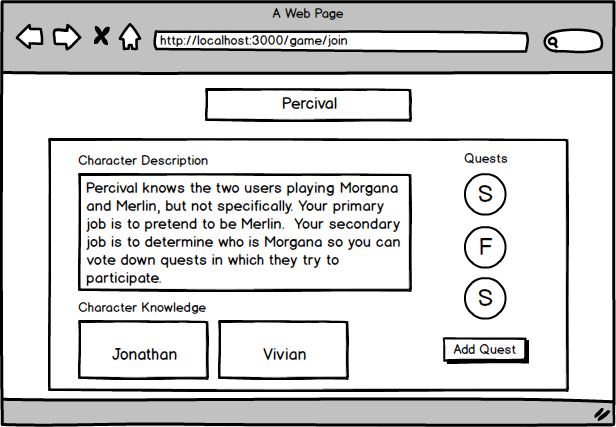 A Web Page
http://localhost:3000/game/join
Percival
Character Description
Percival knows the two users playing Morgana
and Merlin, but not specifically. Your primary
job is to pretend to be Merlin.  Your secondary
job is to determine who is Morgana so you can
vote down quests in which they try to
participate.
Character Knowledge
Jonathan
Vivian
Quests
S
F
S
Add Quest